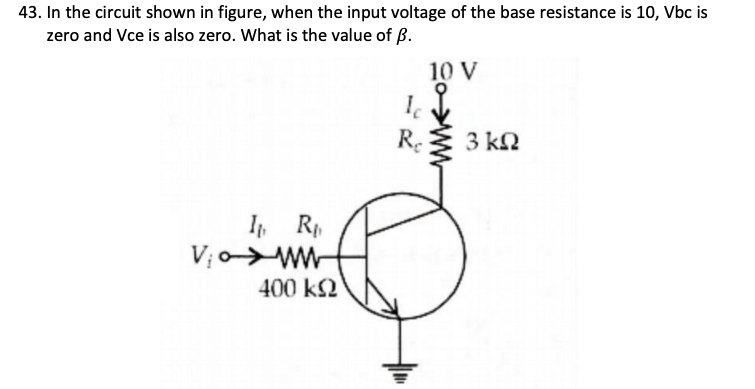 43. In the circuit shown in figure, when the input voltage of the base resistance is 10, Vbc is
zero and Vce is also zero. What is the value of β.
10 V
Ic
Rc 3 kΩ
Ib Rb
Vi
400 kΩ